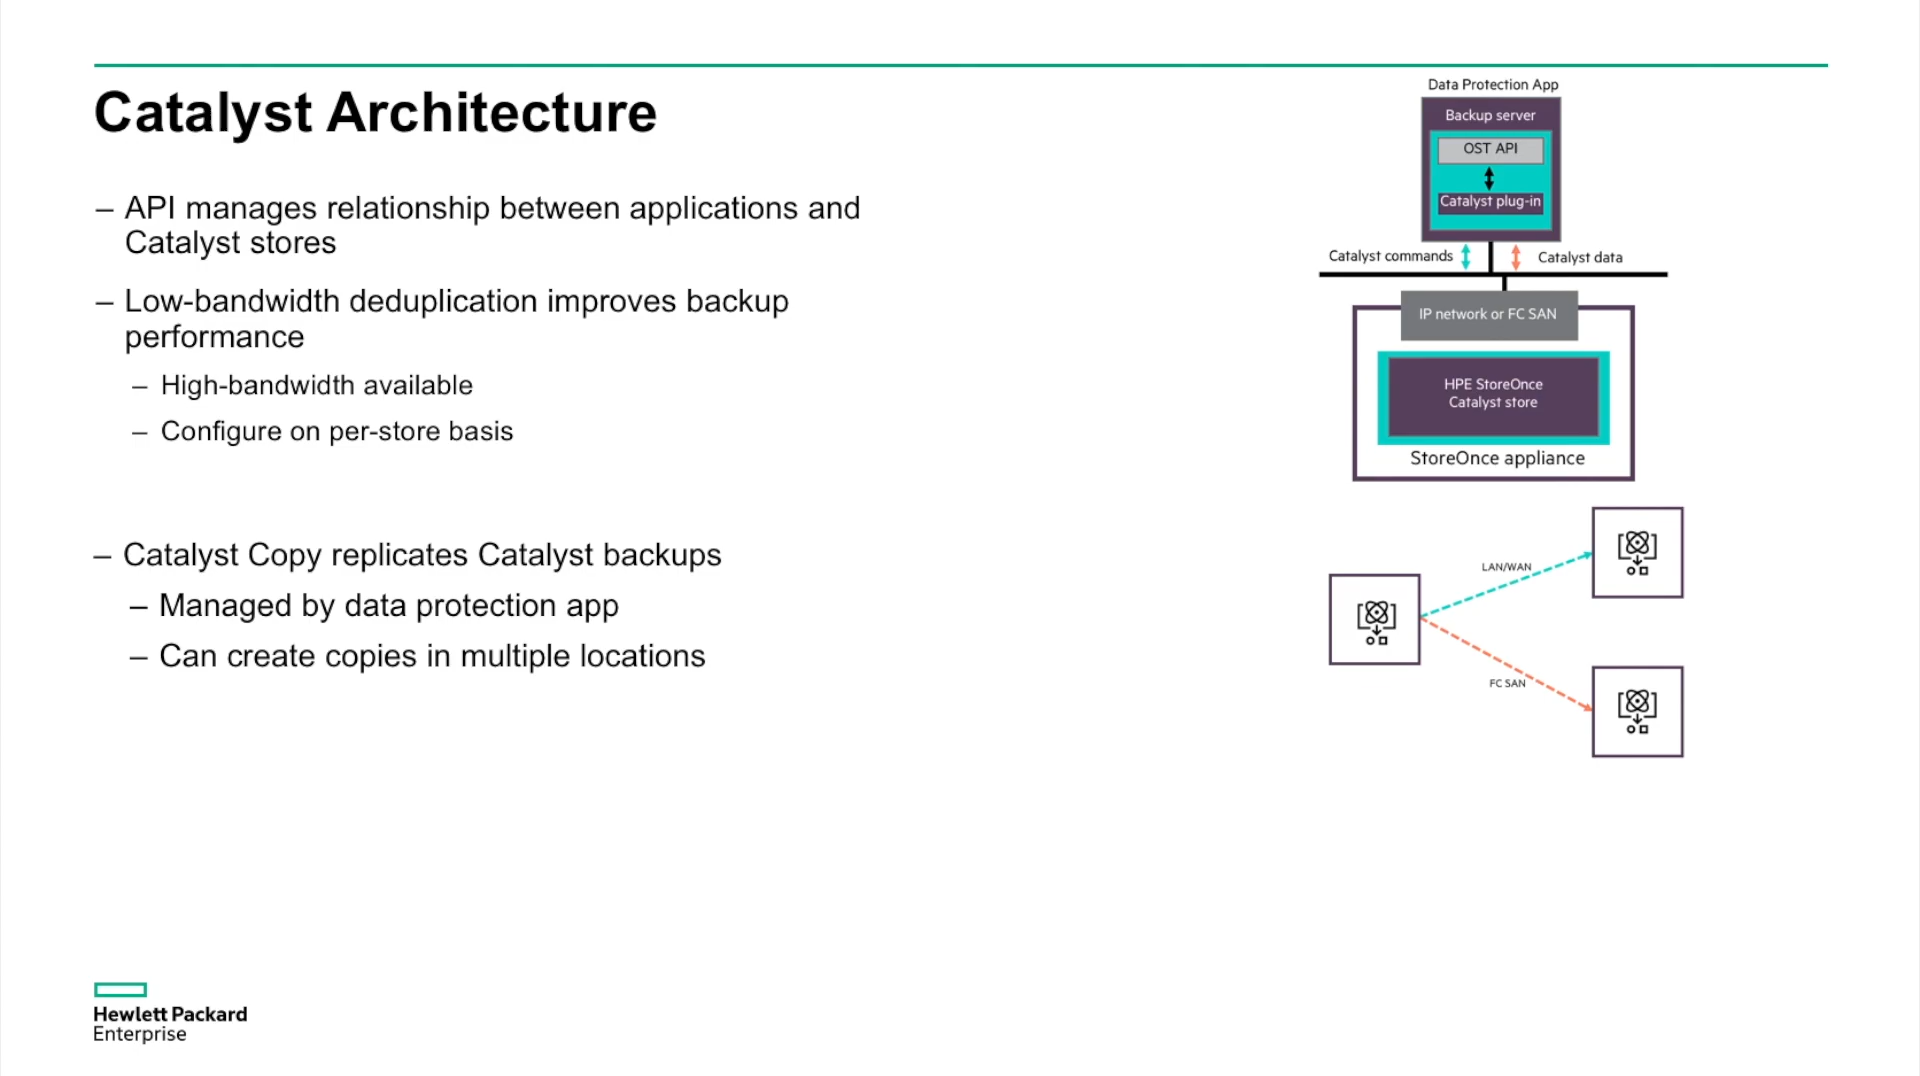 Catalyst Architecture
– API manages relationship between applications and
Catalyst stores
– Low-bandwidth deduplication improves backup
performance
– High-bandwidth available
– Configure on per-store basis
– Catalyst Copy replicates Catalyst backups
– Managed by data protection app
– Can create copies in multiple locations
Data Protection App
Backup server
OST API
Catalyst plug-in
Catalyst commands
Catalyst data
IP network or FC SAN
HPE StoreOnce
Catalyst store
StoreOnce appliance
LAN/WAN
FC SAN
Hewlett Packard
Enterprise